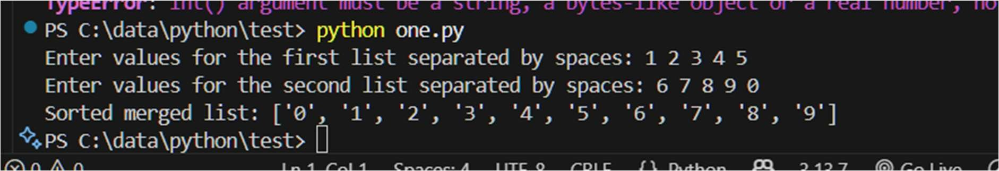 TypeError: int() argument must be a string, a bytes-like object or a real number, no
PS C:\data\python\test> python one.py
Enter values for the first list separated by spaces: 1 2 3 4 5
Enter values for the second list separated by spaces: 6 7 8 9 0
Sorted merged list: ['0', '1', '2', '3', '4', '5', '6', '7', '8', '9']
PS C:\data\python\test>
0 0 Ln 1, Col 1 Spaces: 4 UTF-8 CRLF {} Python 3.13.7 Go Live